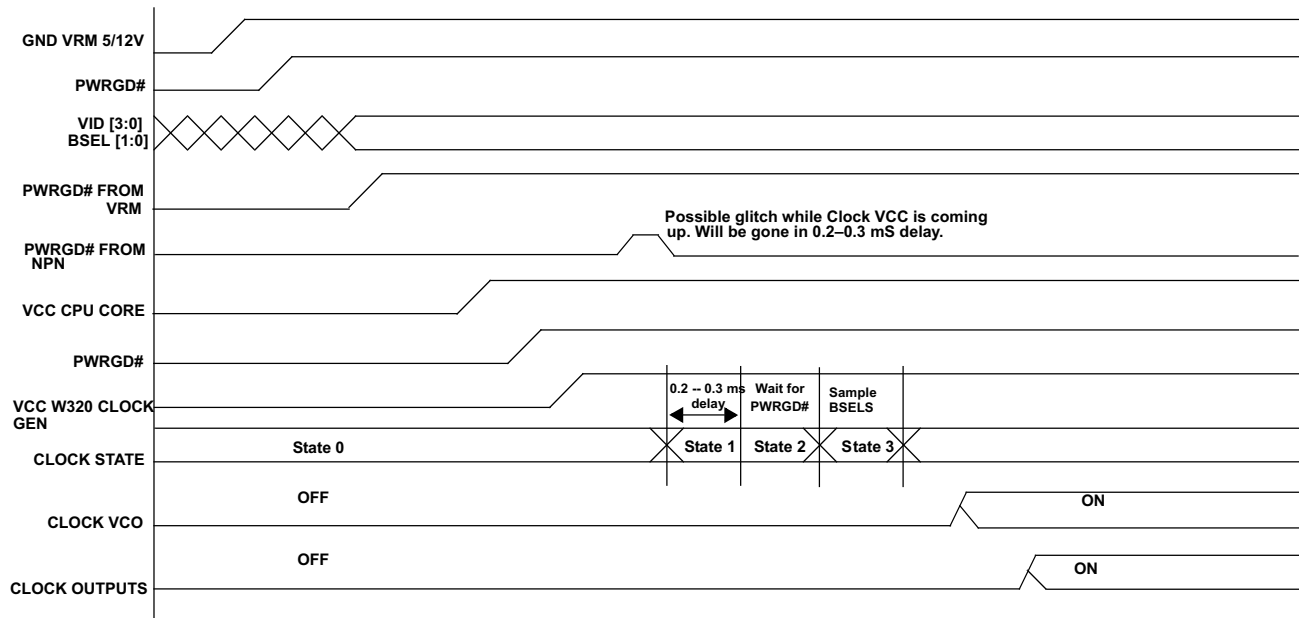 GND VRM 5/12V
PWRGD#
VID [3:0]
BSEL [1:0]
PWRGD# FROM
VRM
Possible glitch while Clock VCC is coming
up. Will be gone in 0.2–0.3 mS delay.
PWRGD# FROM
NPN
VCC CPU CORE
PWRGD#
0.2 -- 0.3 ms
delay
Wait for
PWRGD#
Sample
BSELS
VCC W320 CLOCK
GEN
State 0
State 1
State 2
State 3
CLOCK STATE
OFF
ON
CLOCK VCO
OFF
ON
CLOCK OUTPUTS